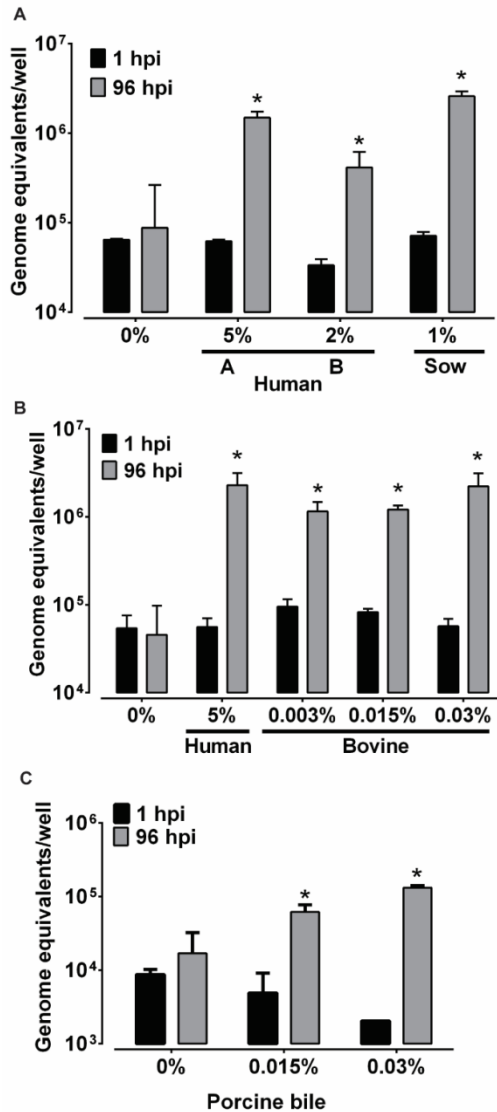 A
Genome equivalents/well
10⁷
10⁶
10⁵
10⁴
1 hpi
96 hpi
*
*
*
0%
5%
2%
1%
A
B
Sow
Human
B
Genome equivalents/well
10⁷
10⁶
10⁵
10⁴
1 hpi
96 hpi
*
*
*
*
0%
5%
0.003%
0.015%
0.03%
Human
Bovine
C
Genome equivalents/well
10⁶
10⁵
10⁴
10³
1 hpi
96 hpi
*
*
0%
0.015%
0.03%
Porcine bile